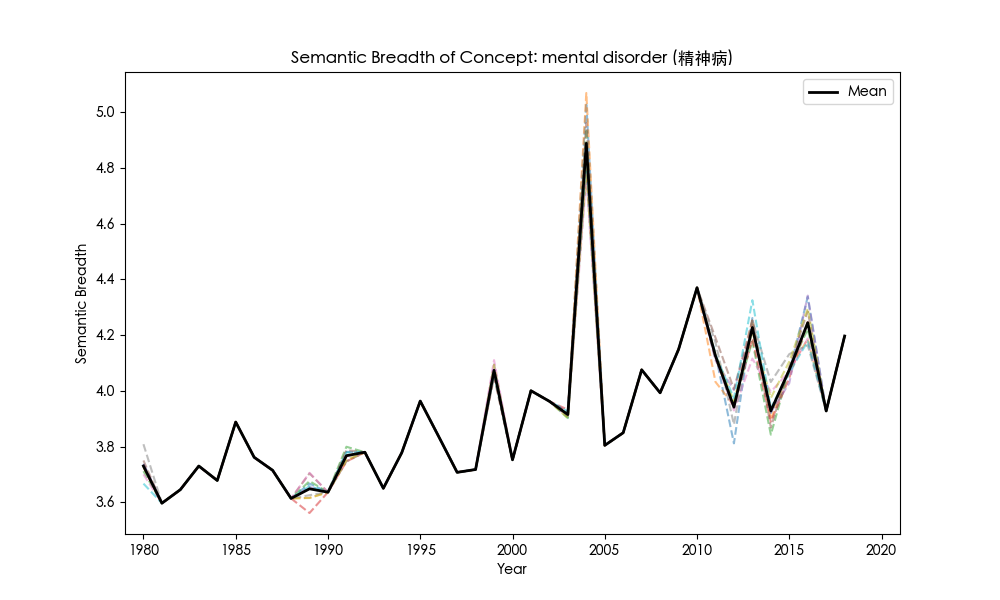 Semantic Breadth of Concept: mental disorder (精神病)
Mean
Semantic Breadth
5.0
4.8
4.6
4.4
4.2
4.0
3.8
3.6
1980 1985 1990 1995 2000 2005 2010 2015 2020
Year